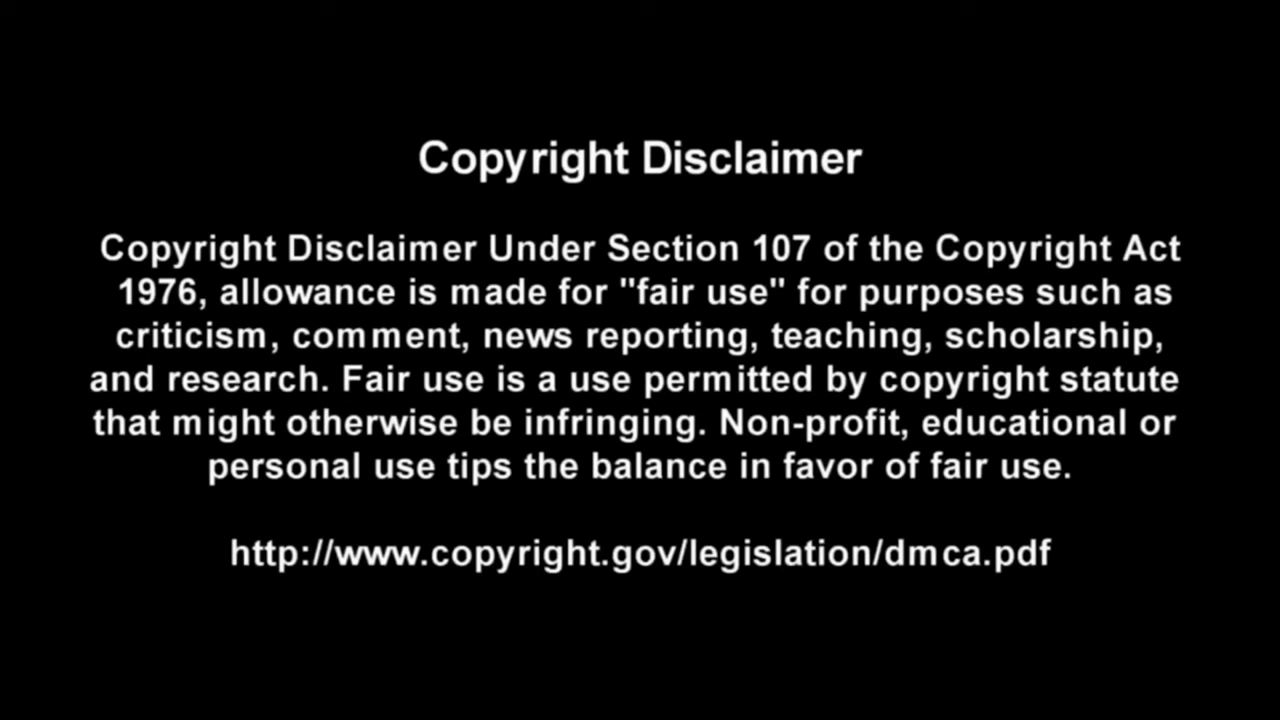 Copyright Disclaimer
Copyright Disclaimer Under Section 107 of the Copyright Act
1976, allowance is made for "fair use" for purposes such as
criticism, comment, news reporting, teaching, scholarship,
and research. Fair use is a use permitted by copyright statute
that might otherwise be infringing. Non-profit, educational or
personal use tips the balance in favor of fair use.
http://www.copyright.gov/legislation/dmca.pdf